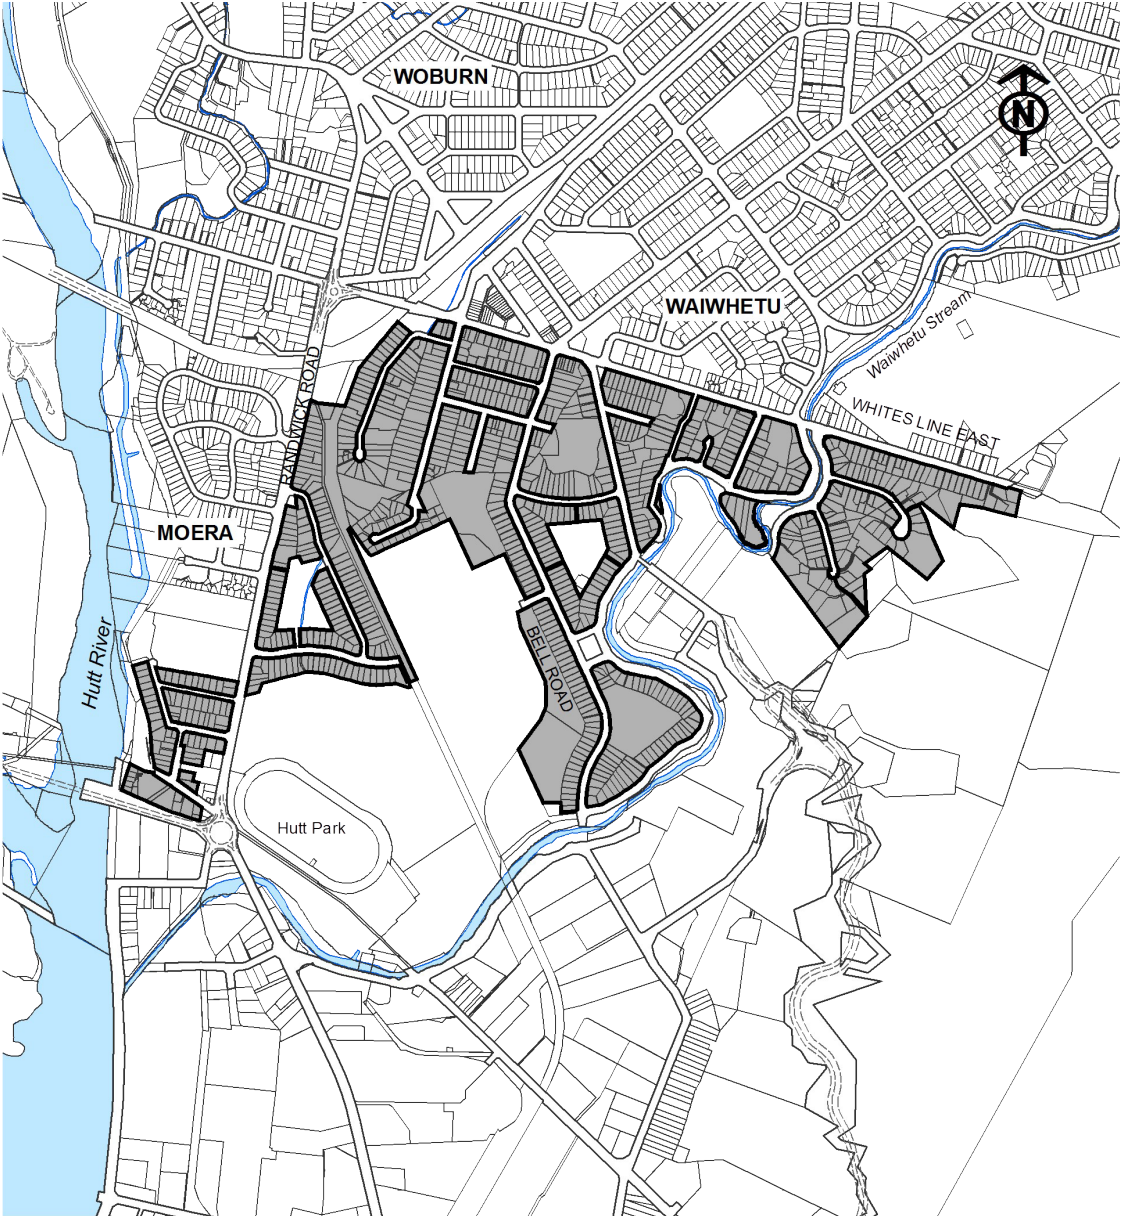 WOBURN
N
WAIWHETU
Waiwhetu Stream
RANDWICK ROAD
WHITES LINE EAST
MOERA
Hutt River
BELL ROAD
Hutt Park